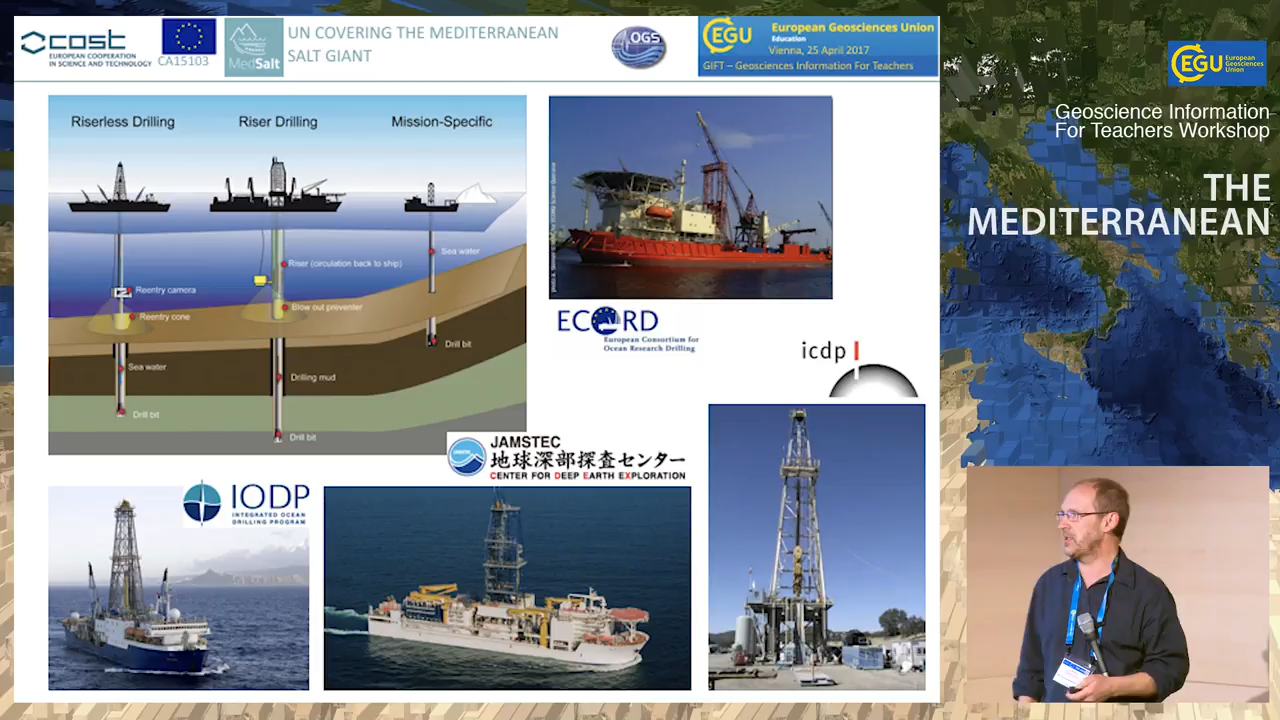 cost
EUROPEAN COOPERATION
IN SCIENCE AND TECHNOLOGY
CA15103
MedSalt
UN COVERING THE MEDITERRANEAN
SALT GIANT
OGS
EGU
European Geosciences Union
Education
Vienna, 25 April 2017
GIFT – Geosciences Information For Teachers
EGU European
Geosciences
Union
Geoscience Information
For Teachers Workshop
THE
MEDITERRANEAN
Riserless Drilling
Riser Drilling
Mission-Specific
Sea water
Riser (circulation back to ship)
Reentry camera
Blow out preventer
Reentry cone
Drill bit
Sea water
Drilling mud
Drill bit
Drill bit
ECORD
European Consortium for
Ocean Research Drilling
icdp
JAMSTEC
地球深部探査センター
CENTER FOR DEEP EARTH EXPLORATION
IODP
INTEGRATED OCEAN
DRILLING PROGRAM